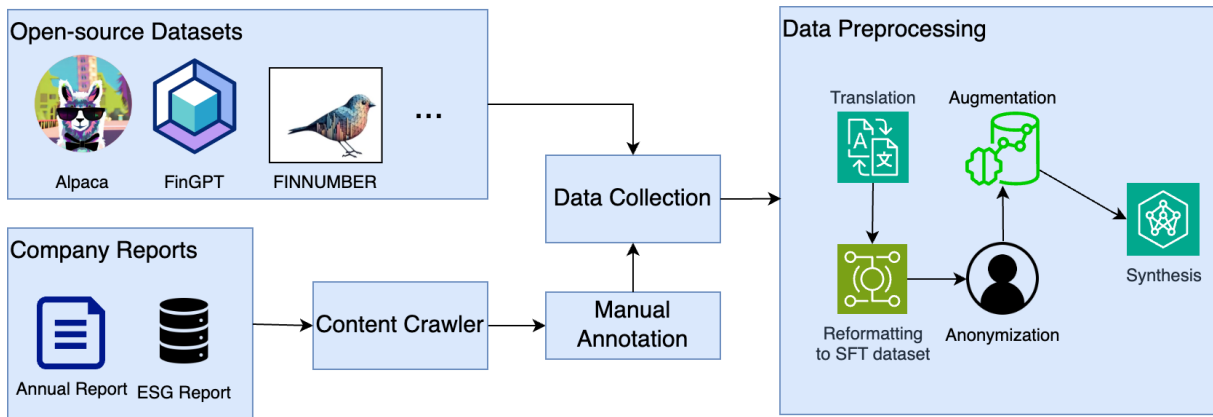 Open-source Datasets
Alpaca
FinGPT
FINNUMBER
...
Company Reports
Annual Report
ESG Report
Content Crawler
Manual
Annotation
Data Collection
Data Preprocessing
Translation
A
文
Augmentation
Reformatting
to SFT dataset
Anonymization
Synthesis